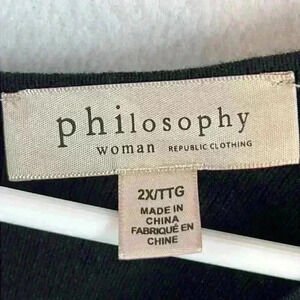 philosophy
woman REPUBLIC CLOTHING
2X/TTG
MADE IN
CHINA
FABRIQUÉ EN
CHINE